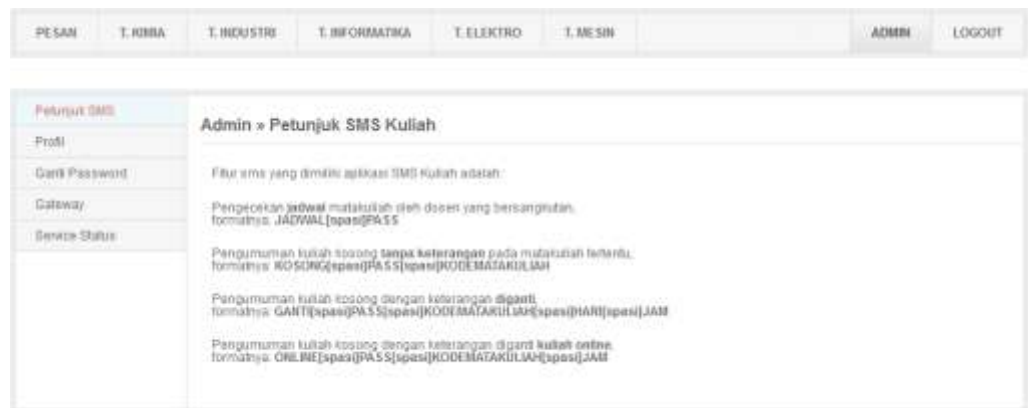 PESAN T. KIMIA T. INDUSTRI T. INFORMATIKA T. ELEKTRO T. MESIN ADMIN LOGOUT
Petunjuk SMS
Profil
Ganti Password
Gateway
Service Status
Admin » Petunjuk SMS Kuliah
Fitur sms yang dimiliki aplikasi SMS Kuliah adalah:
Pengecekan jadwal matakuliah oleh dosen yang bersangkutan,
formatnya: JADWAL[spasi]PASS
Pengumuman kuliah kosong tanpa keterangan pada matakuliah tertentu,
formatnya: KOSONG[spasi]PASS[spasi]KODEMATAKULIAH
Pengumuman kuliah kosong dengan keterangan diganti,
formatnya: GANTI[spasi]PASS[spasi]KODEMATAKULIAH[spasi]HARI[spasi]JAM
Pengumuman kuliah kosong dengan keterangan diganti kuliah online,
formatnya: ONLINE[spasi]PASS[spasi]KODEMATAKULIAH[spasi]JAM